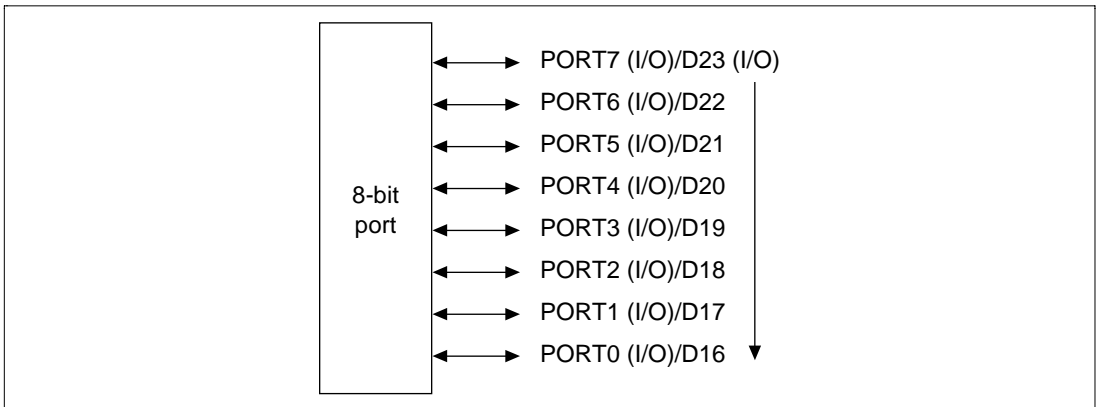 PORT7 (I/O)/D23 (I/O)
PORT6 (I/O)/D22
PORT5 (I/O)/D21
PORT4 (I/O)/D20
8-bit
port
PORT3 (I/O)/D19
PORT2 (I/O)/D18
PORT1 (I/O)/D17
PORT0 (I/O)/D16